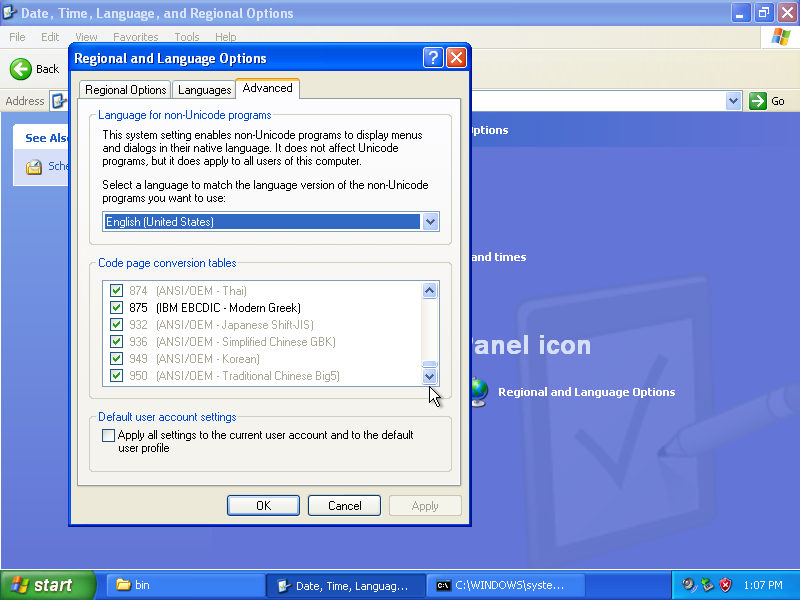 Date, Time, Language, and Regional Options
File Edit View Favorites Tools Help
Back
Address
Go
See Also
Regional and Language Options
Regional Options Languages Advanced
Language for non-Unicode programs
This system setting enables non-Unicode programs to display menus
and dialogs in their native language. It does not affect Unicode
programs, but it does apply to all users of this computer.
Select a language to match the language version of the non-Unicode
programs you want to use:
English (United States)
Code page conversion tables
874 (ANSI/OEM - Thai)
875 (IBM EBCDIC - Modern Greek)
932 (ANSI/OEM - Japanese Shift-JIS)
936 (ANSI/OEM - Simplified Chinese GBK)
949 (ANSI/OEM - Korean)
950 (ANSI/OEM - Traditional Chinese Big5)
Default user account settings
Apply all settings to the current user account and to the default
user profile
OK Cancel Apply
and times
Panel icon
Regional and Language Options
start bin Date, Time, Languag... C:\WINDOWS\syste... 1:07 PM